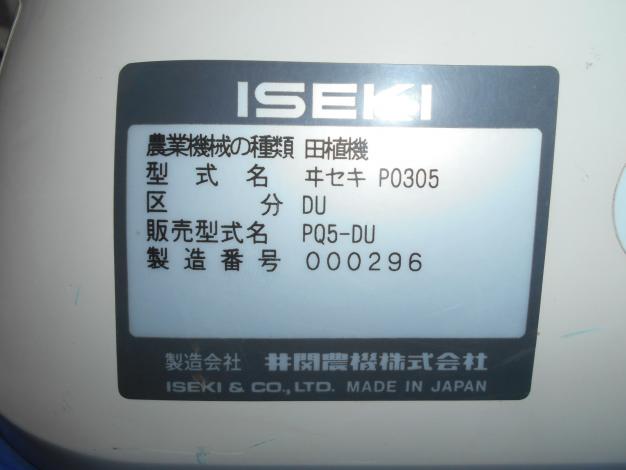 ISEKI
農業機械の種類 田植機
型式名 ヰセキ P0305
区分 DU
販売型式名 PQ5-DU
製造番号 000296
製造会社 井関農機株式会社
ISEKI & CO., LTD. MADE IN JAPAN